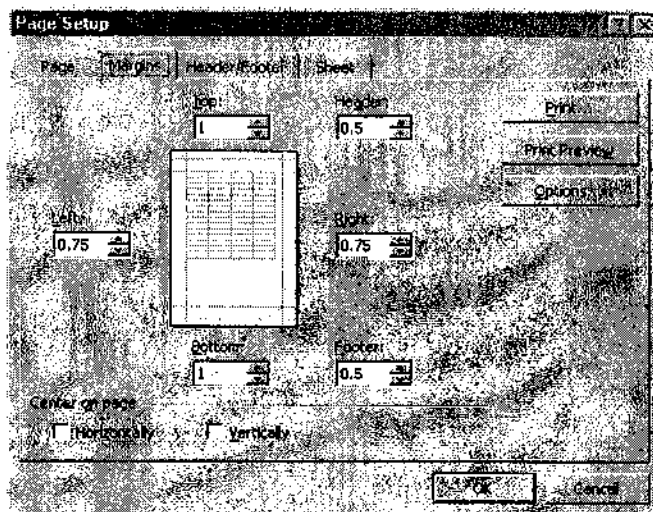 Page Setup
Page Margins Header/Footer Sheet
Top: Header:
1 0.5
Print...
Print Preview
Options...
Left: Right:
0.75 0.75
Bottom: Footer:
1 0.5
Center on page
Horizontally Vertically
OK Cancel